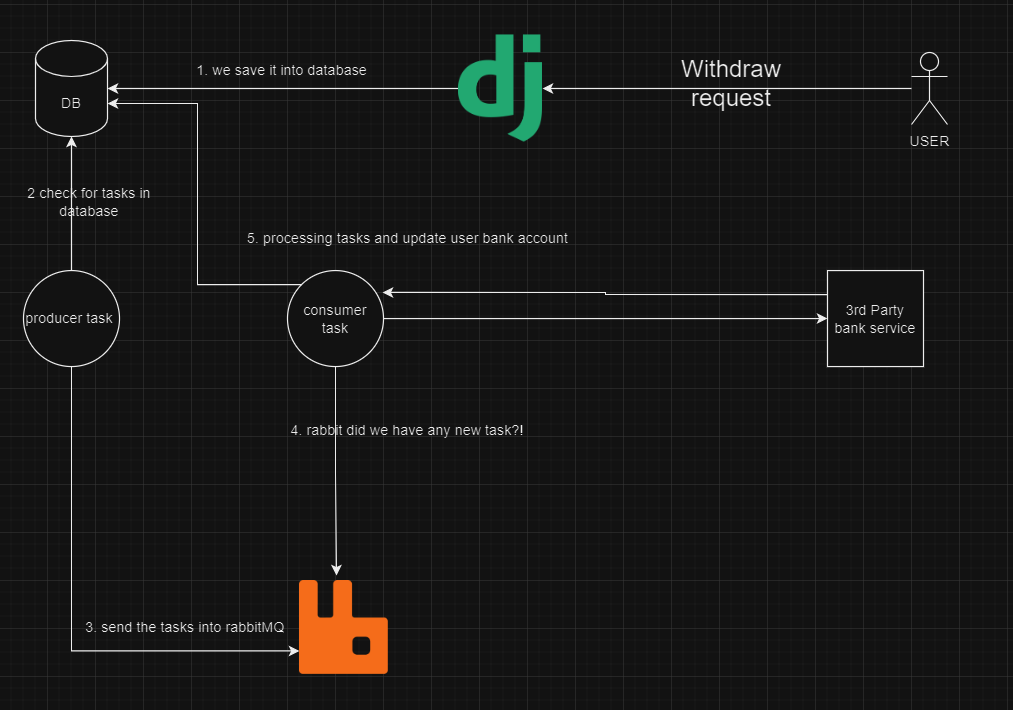 1. we save it into database
dj
Withdraw
request
DB
USER
2 check for tasks in
database
5. processing tasks and update user bank account
producer task
consumer
task
3rd Party
bank service
4. rabbit did we have any new task?!
3. send the tasks into rabbitMQ